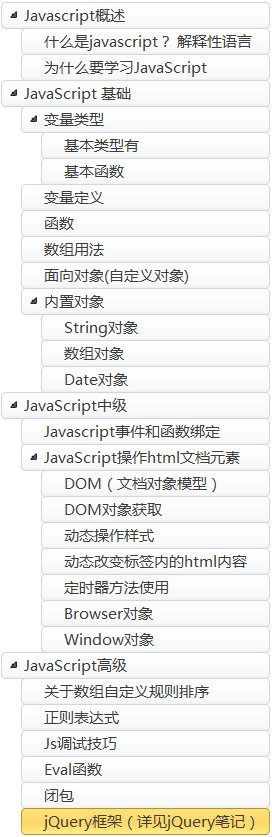 Javascript概述
什么是javascript？ 解释性语言
为什么要学习JavaScript
JavaScript 基础
变量类型
基本类型有
基本函数
变量定义
函数
数组用法
面向对象(自定义对象)
内置对象
String对象
数组对象
Date对象
JavaScript中级
Javascript事件和函数绑定
JavaScript操作html文档元素
DOM（文档对象模型）
DOM对象获取
动态操作样式
动态改变标签内的html内容
定时器方法使用
Browser对象
Window对象
JavaScript高级
关于数组自定义规则排序
正则表达式
Js调试技巧
Eval函数
闭包
jQuery框架（详见jQuery笔记）